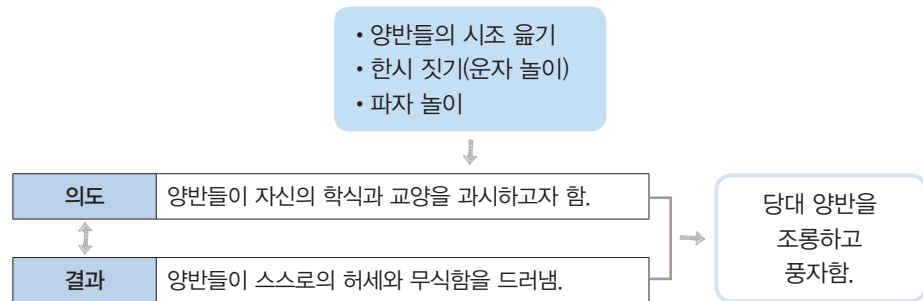 • 양반들의 시조 읊기
• 한시 짓기(운자 놀이)
• 파자 놀이
의도 양반들이 자신의 학식과 교양을 과시하고자 함.
결과 양반들이 스스로의 허세와 무식함을 드러냄.
당대 양반을
조롱하고
풍자함.